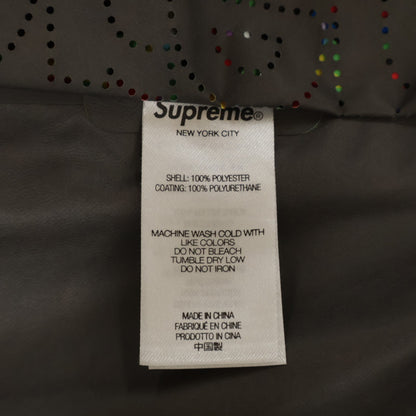 Supreme®
NEW YORK CITY
SHELL: 100% POLYESTER
COATING: 100% POLYURETHANE
MACHINE WASH COLD WITH
LIKE COLORS
DO NOT BLEACH
TUMBLE DRY LOW
DO NOT IRON
MADE IN CHINA
FABRIQUÉ EN CHINE
PRODOTTO IN CINA
中国製